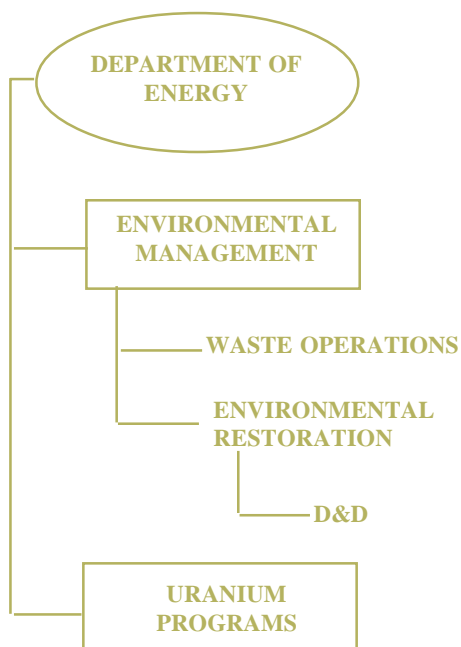 DEPARTMENT OF
ENERGY
ENVIRONMENTAL
MANAGEMENT
WASTE OPERATIONS
ENVIRONMENTAL
RESTORATION
D&D
URANIUM
PROGRAMS